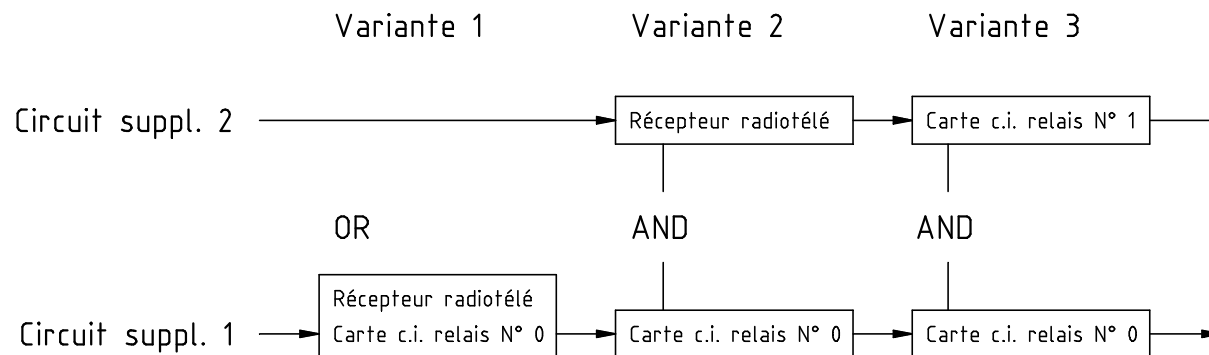 Variante 1 Variante 2 Variante 3
Circuit suppl. 2 Récepteur radiotélé Carte c.i. relais N° 1
OR AND AND
Récepteur radiotélé
Circuit suppl. 1 Carte c.i. relais N° 0 Carte c.i. relais N° 0 Carte c.i. relais N° 0